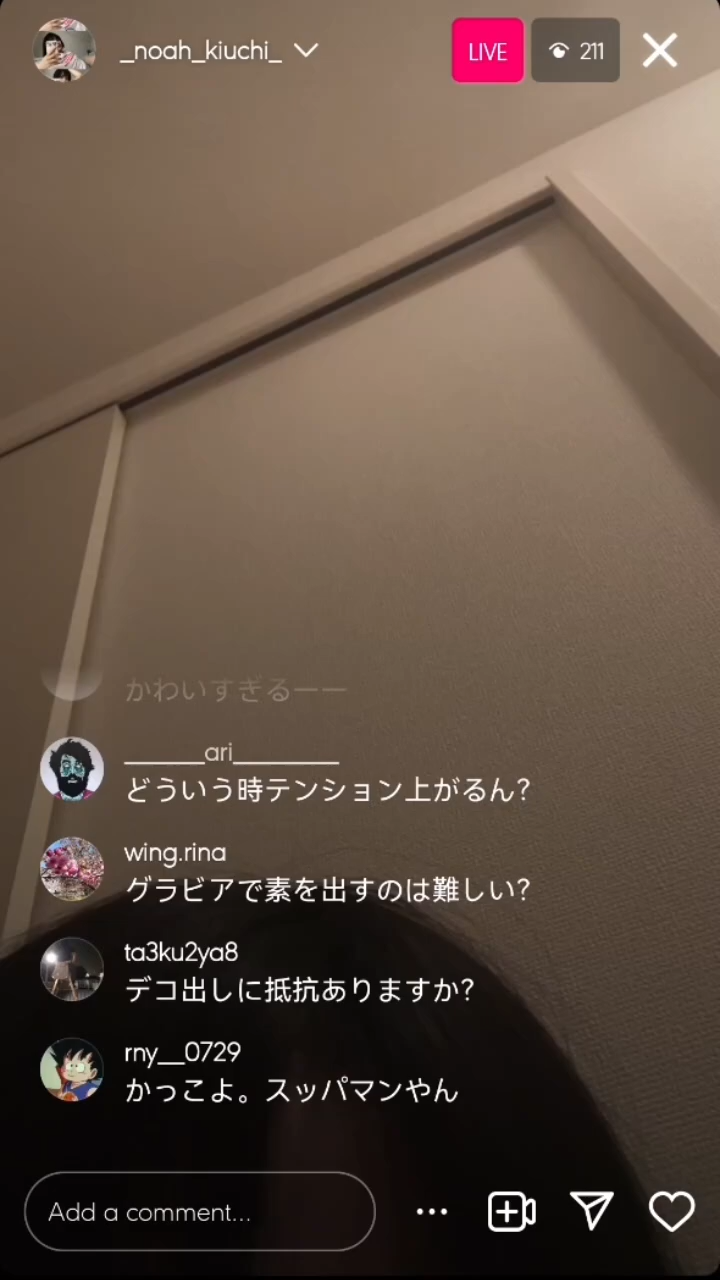 _noah_kiuchi_
LIVE
211
かわいすぎるーー
______ari________
どういう時テンション上がるん?
wing.rina
グラビアで素を出すのは難しい?
ta3ku2ya8
デコ出しに抵抗ありますか?
rny__0729
かっこよ。スッパマンやん
Add a comment...